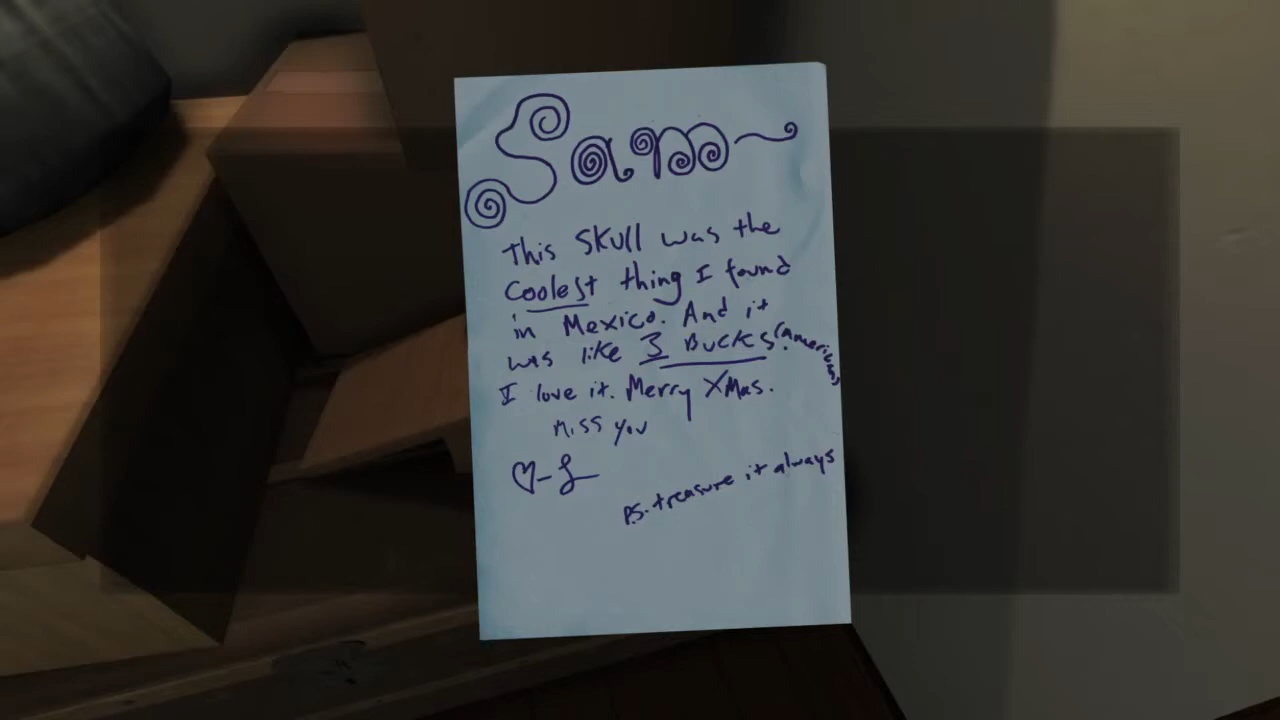 Sam~
This SKull was the
coolest thing I found
in Mexico. And it
was like 3 Bucks. (american)
I love it. Merry XMas.
Miss you
♡-L
P.S. treasure it always